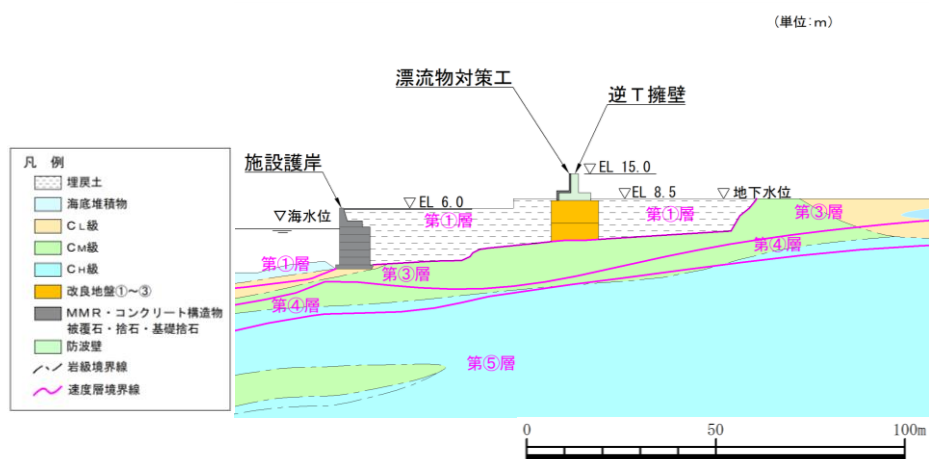 （単位：m）
漂流物対策工
逆Ｔ擁壁
施設護岸
▽EL 15.0
▽EL 6.0
▽EL 8.5
▽地下水位
▽海水位
第①層
第①層
第③層
第④層
第①層
第③層
第④層
第⑤層
凡　例
埋戻土
海底堆積物
ＣＬ級
ＣＭ級
ＣＨ級
改良地盤①～③
ＭＭＲ・コンクリート構造物
被覆石・捨石・基礎捨石
防波壁
岩級境界線
速度層境界線
0
50
100m